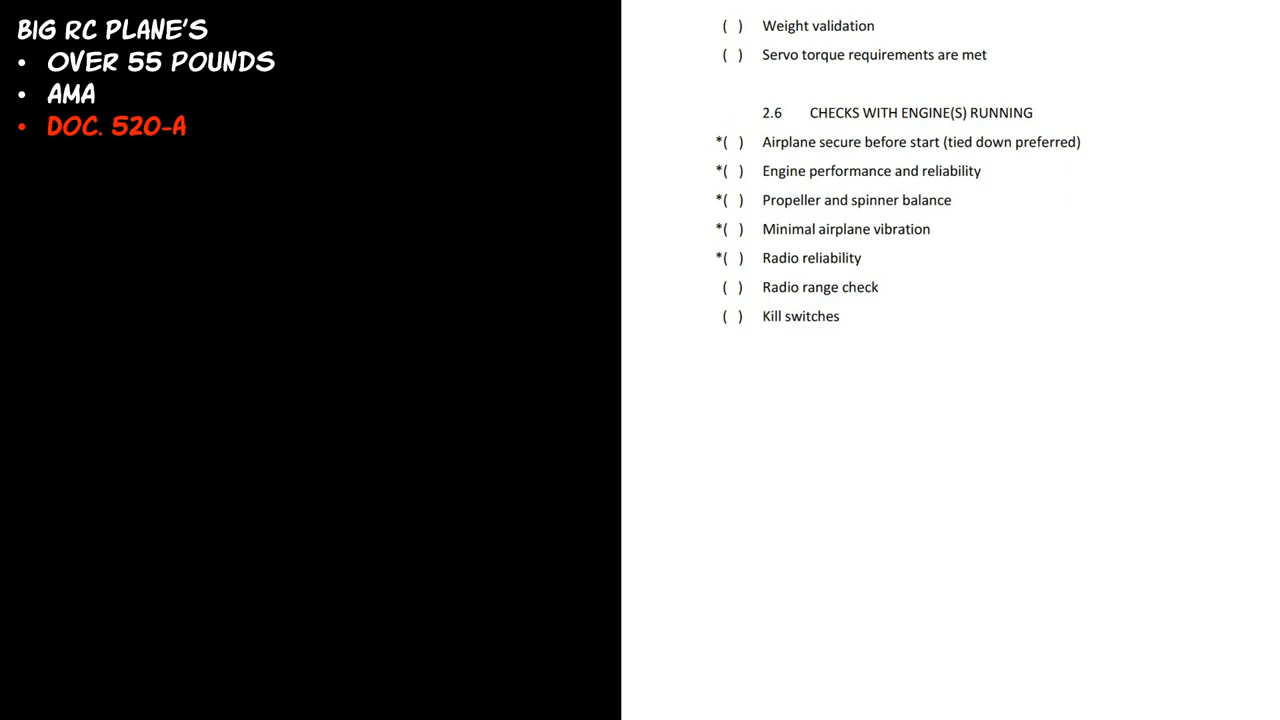 BIG RC PLANE'S
• OVER 55 POUNDS
• AMA
• DOC. 520-A
( ) Weight validation
( ) Servo torque requirements are met
2.6 CHECKS WITH ENGINE(S) RUNNING
*( ) Airplane secure before start (tied down preferred)
*( ) Engine performance and reliability
*( ) Propeller and spinner balance
*( ) Minimal airplane vibration
*( ) Radio reliability
( ) Radio range check
( ) Kill switches